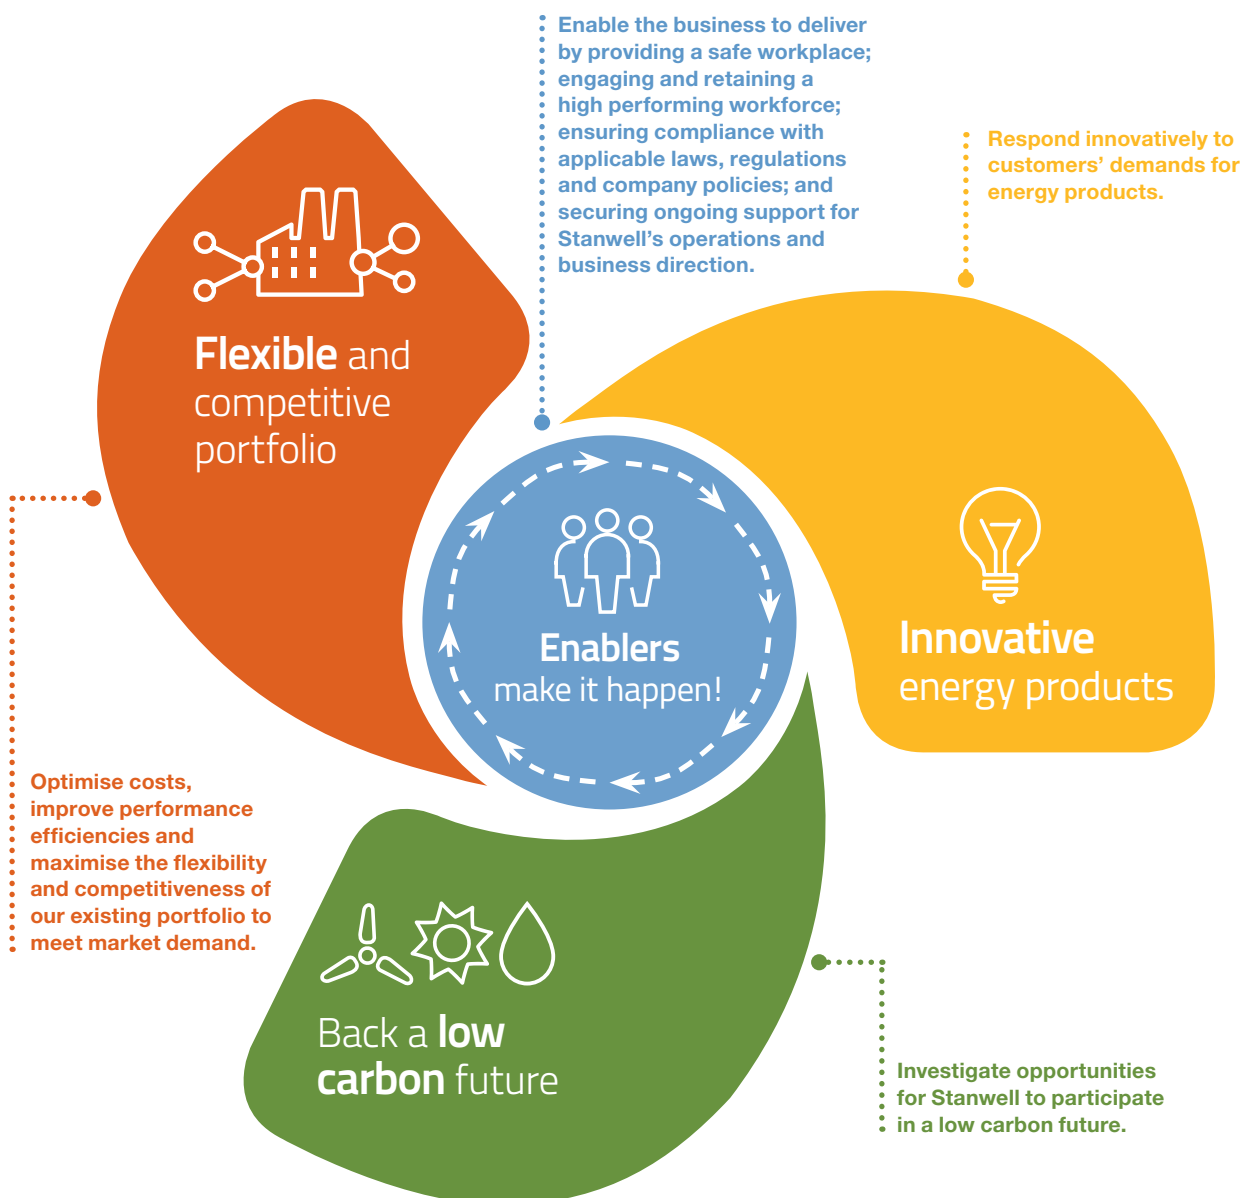 Enable the business to deliver
by providing a safe workplace;
engaging and retaining a
high performing workforce;
ensuring compliance with
applicable laws, regulations
and company policies; and
securing ongoing support for
Stanwell’s operations and
business direction.
Respond innovatively to
customers’ demands for
energy products.
Flexible and
competitive
portfolio
Enablers
make it happen!
Innovative
energy products
Optimise costs,
improve performance
efficiencies and
maximise the flexibility
and competitiveness of
our existing portfolio to
meet market demand.
Back a low
carbon future
Investigate opportunities
for Stanwell to participate
in a low carbon future.